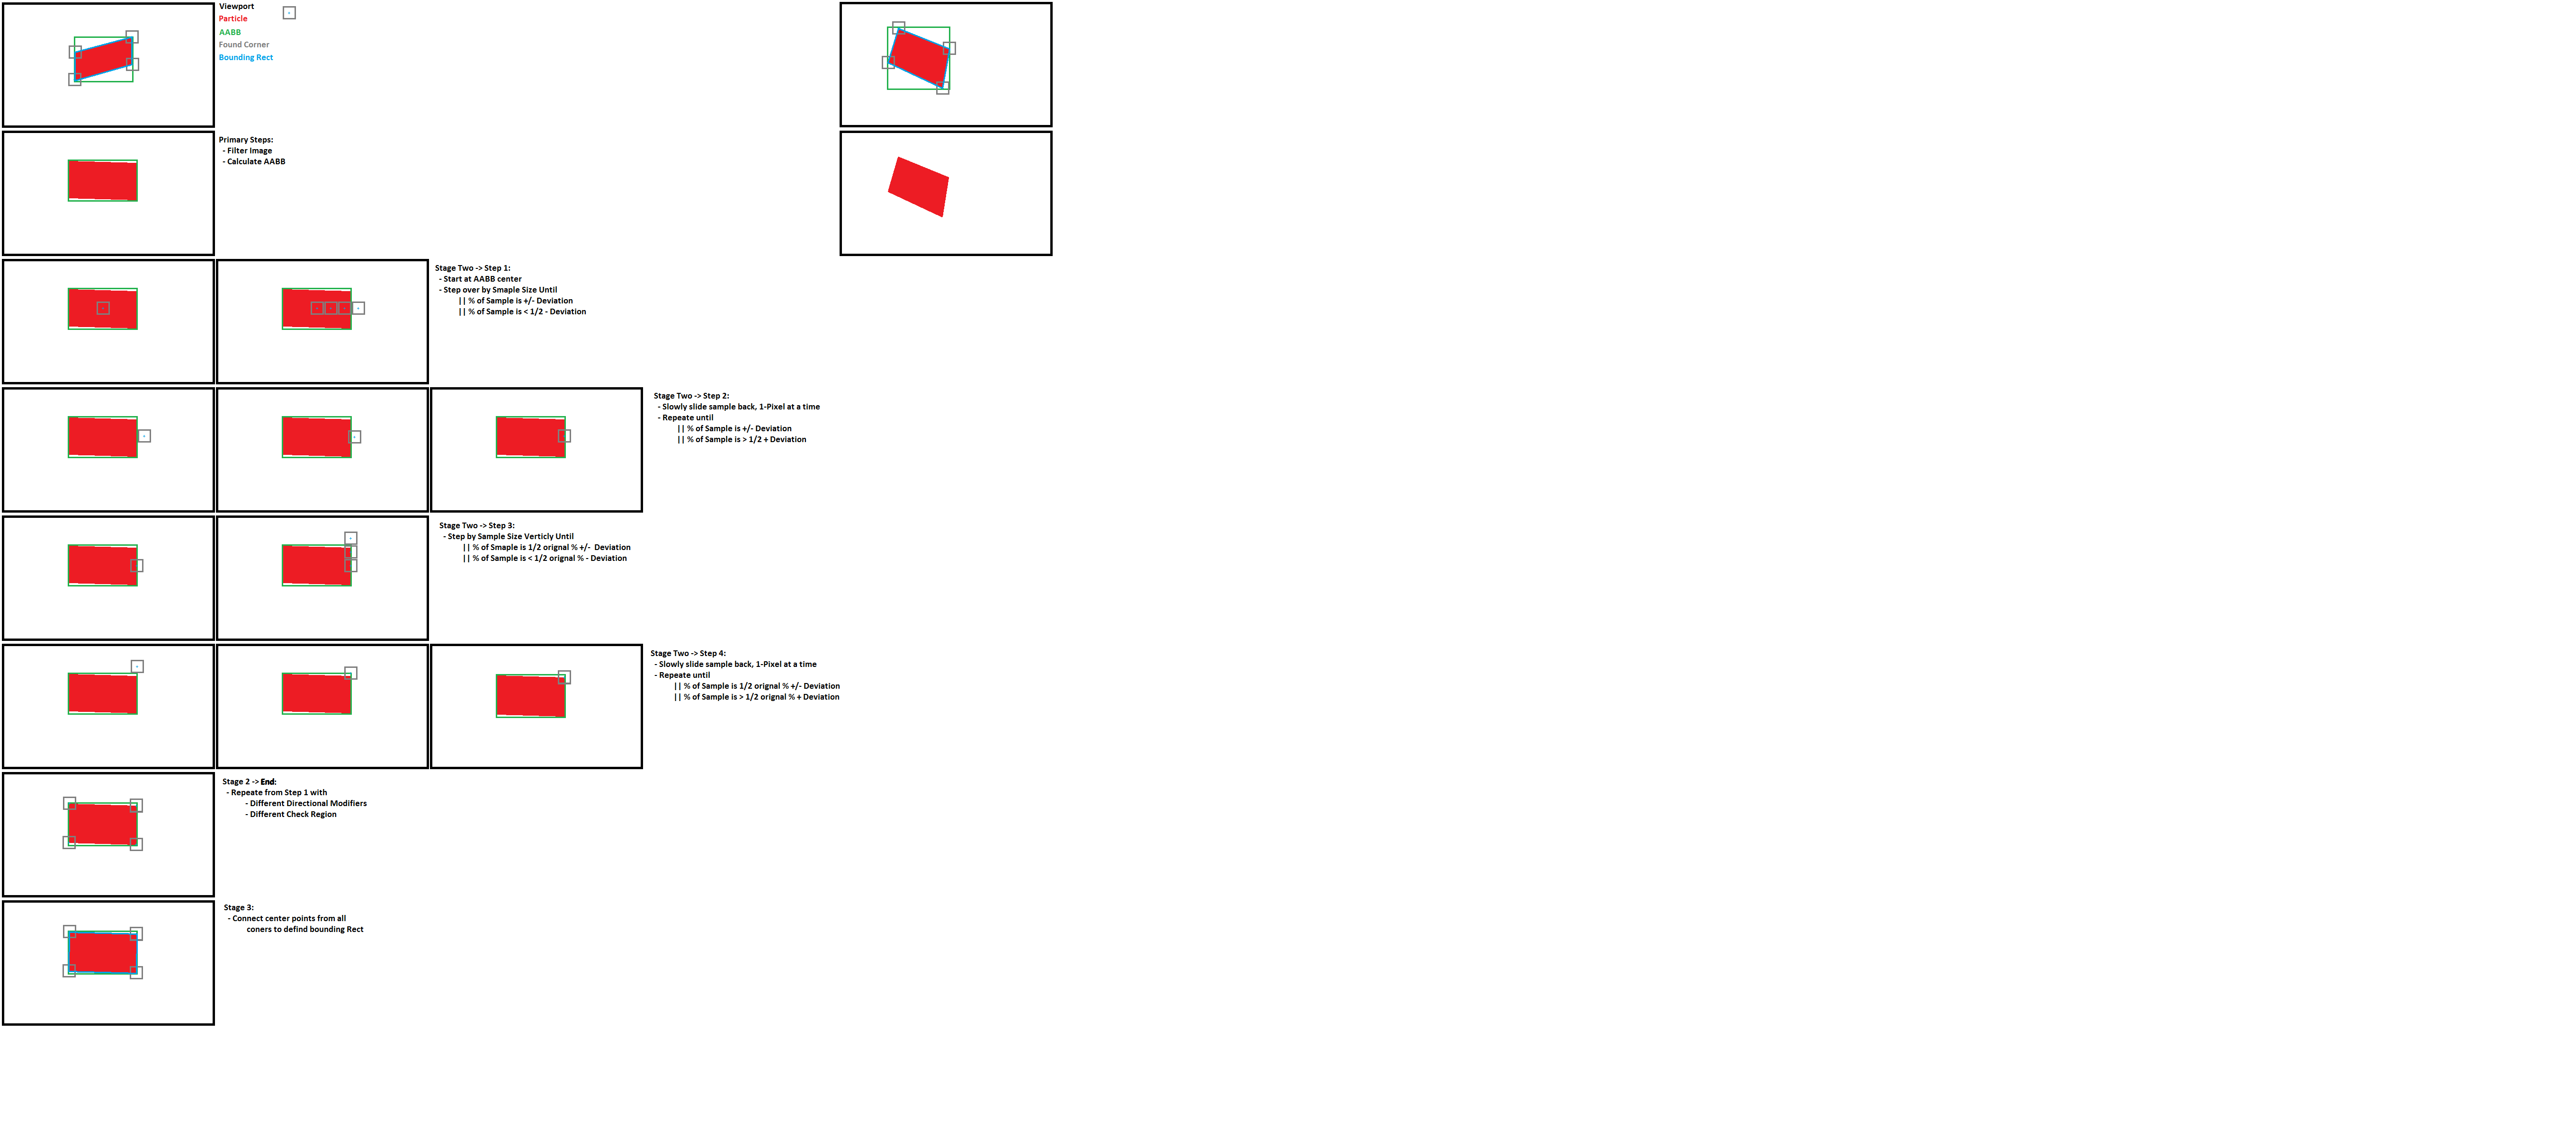 Viewport
Particle
AABB
Found Corner
Bounding Rect
Primary Steps:
- Filter Image
- Calculate AABB
Stage Two -> Step 1:
- Start at AABB center
- Step over by Smaple Size Until
|| % of Sample is +/- Deviation
|| % of Sample is < 1/2 - Deviation
Stage Two -> Step 2:
- Slowly slide sample back, 1-Pixel at a time
- Repeate until
|| % of Sample is +/- Deviation
|| % of Sample is > 1/2 + Deviation
Stage Two -> Step 3:
- Step by Sample Size Verticly Until
|| % of Smaple is 1/2 orignal % +/- Deviation
|| % of Sample is < 1/2 orignal % - Deviation
Stage Two -> Step 4:
- Slowly slide sample back, 1-Pixel at a time
- Repeate until
|| % of Sample is 1/2 orignal % +/- Deviation
|| % of Sample is > 1/2 orignal % + Deviation
Stage 2 -> End:
- Repeate from Step 1 with
- Different Directional Modifiers
- Different Check Region
Stage 3:
- Connect center points from all
coners to defind bounding Rect